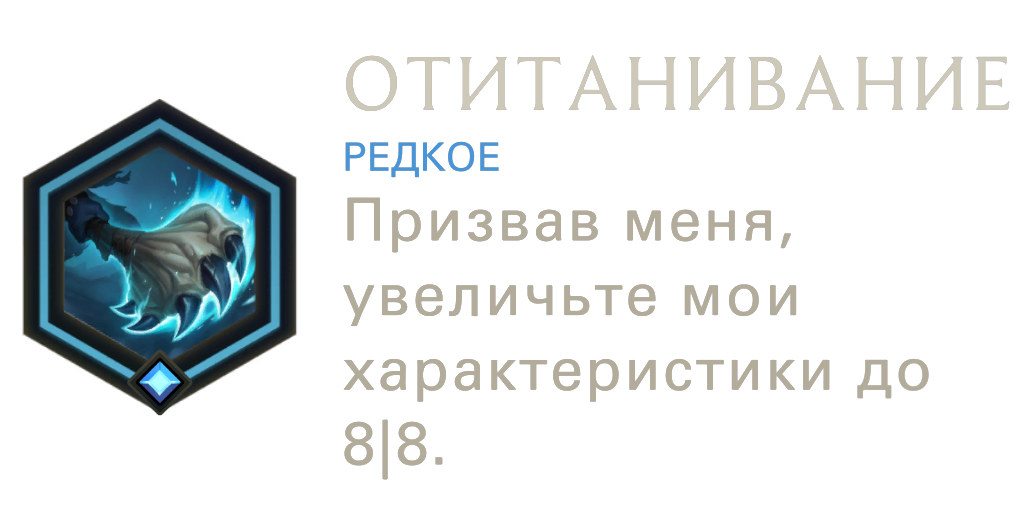 ОТИТАНИВАНИЕ
РЕДКОЕ
Призвав меня,
увеличьте мои
характеристики до
8|8.